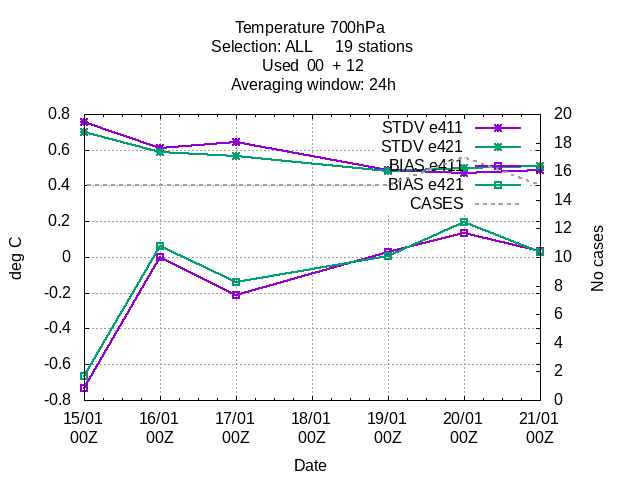 Temperature 700hPa
Selection: ALL     19 stations
Used  00  + 12
Averaging window: 24h
0.8
0.6
0.4
0.2
0
-0.2
-0.4
-0.6
-0.8
deg C
20
18
16
14
12
10
8
6
4
2
0
No cases
STDV e411
STDV e421
BIAS e411
BIAS e421
CASES
15/01 16/01 17/01 18/01 19/01 20/01 21/01
00Z 00Z 00Z 00Z 00Z 00Z 00Z
Date